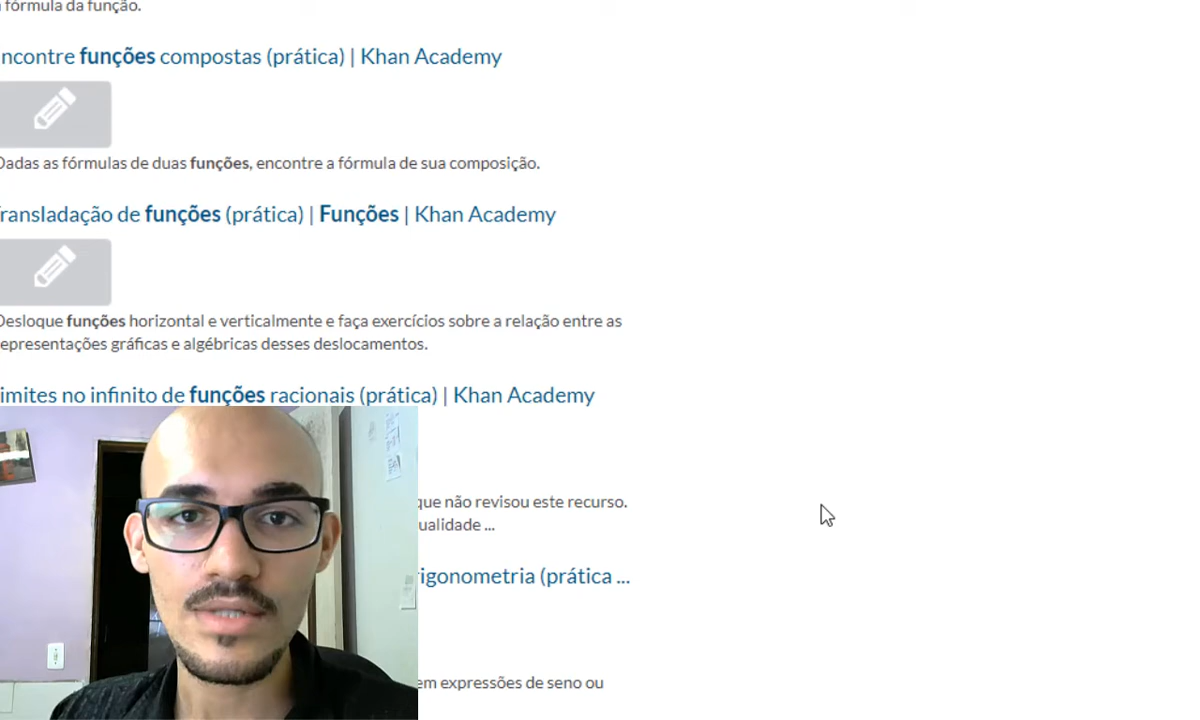 fórmula da função.
ncontre funções compostas (prática) | Khan Academy
Dadas as fórmulas de duas funções, encontre a fórmula de sua composição.
ransladação de funções (prática) | Funções | Khan Academy
Desloque funções horizontal e verticalmente e faça exercícios sobre a relação entre as
epresentações gráficas e algébricas desses deslocamentos.
imites no infinito de funções racionais (prática) | Khan Academy
que não revisou este recurso.
ualidade ...
rigonometria (prática ...
em expressões de seno ou